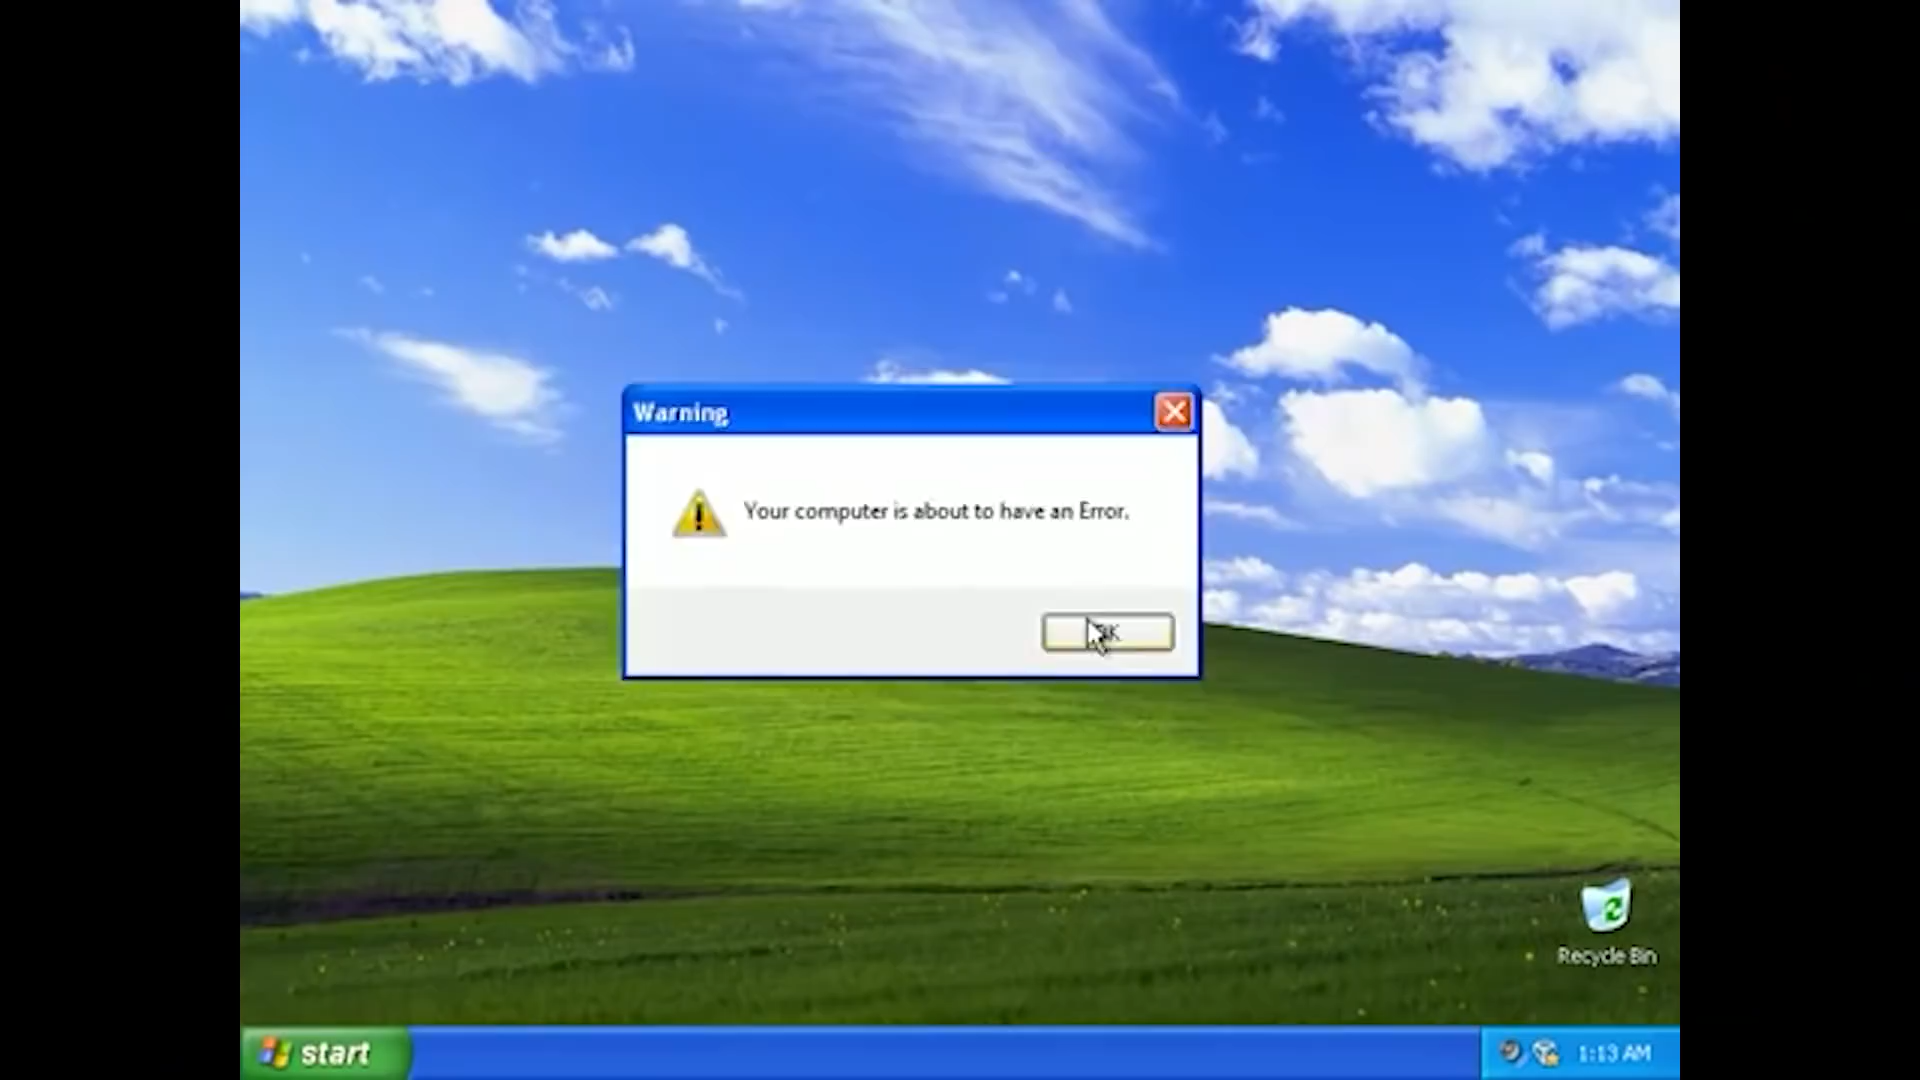 Warning
Your computer is about to have an Error.
Recycle Bin
start
1:13 AM